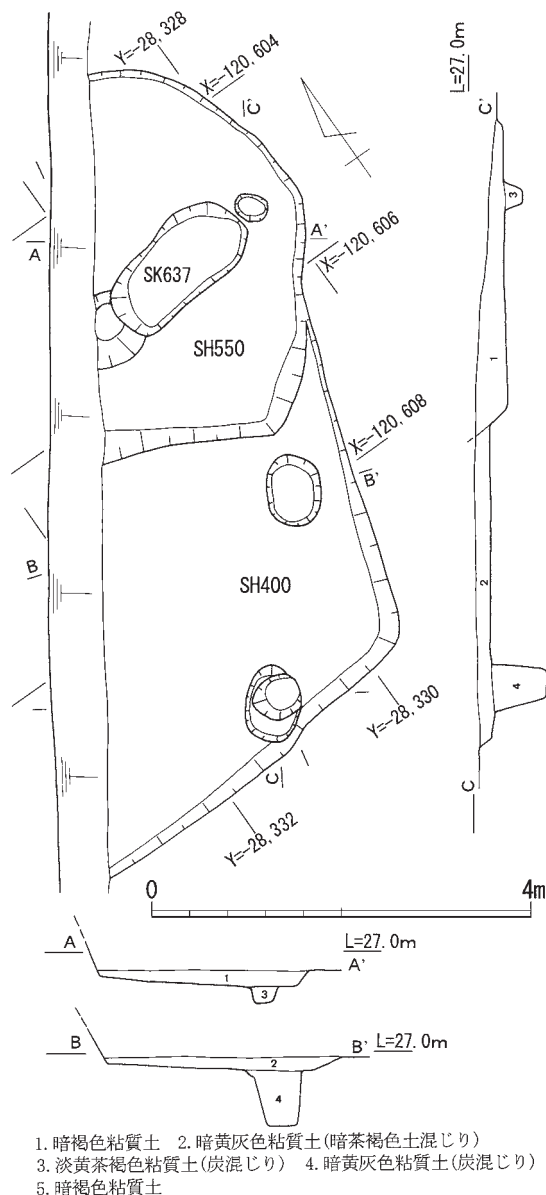 Y=-28,328
X=-120,604
C'
L=27.0m
C'
3
A
A'
X=-120,606
SK637
SH550
1
X=-120,608
B'
B
SH400
2
4
Y=-28,330
C
C
Y=-28,332
0 4m
A L=27.0m
1 A'
3
B B' L=27.0m
2
4
1.暗褐色粘質土 2.暗黄灰色粘質土(暗茶褐色土混じり)
3.淡黄茶褐色粘質土(炭混じり) 4.暗黄灰色粘質土(炭混じり)
5.暗褐色粘質土